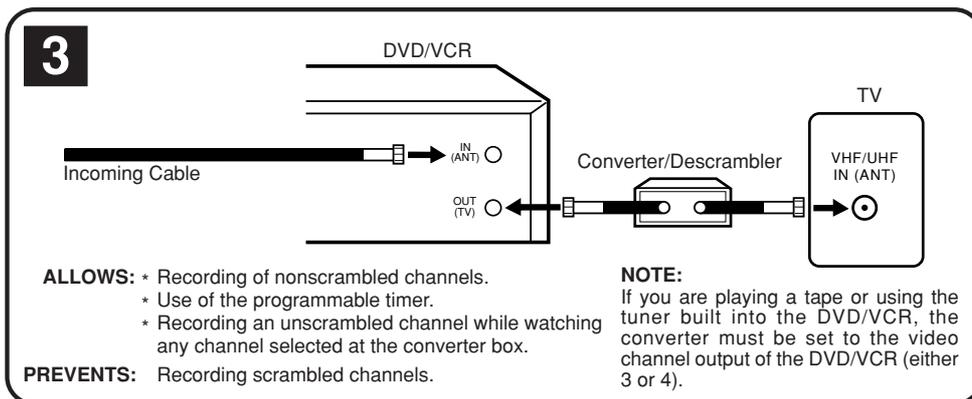 3
DVD/VCR
TV
IN
(ANT)
Incoming Cable
Converter/Descrambler
VHF/UHF
IN (ANT)
OUT
(TV)
ALLOWS: * Recording of nonscrambled channels.
* Use of the programmable timer.
* Recording an unscrambled channel while watching
any channel selected at the converter box.
PREVENTS: Recording scrambled channels.
NOTE:
If you are playing a tape or using the
tuner built into the DVD/VCR, the
converter must be set to the video
channel output of the DVD/VCR (either
3 or 4).